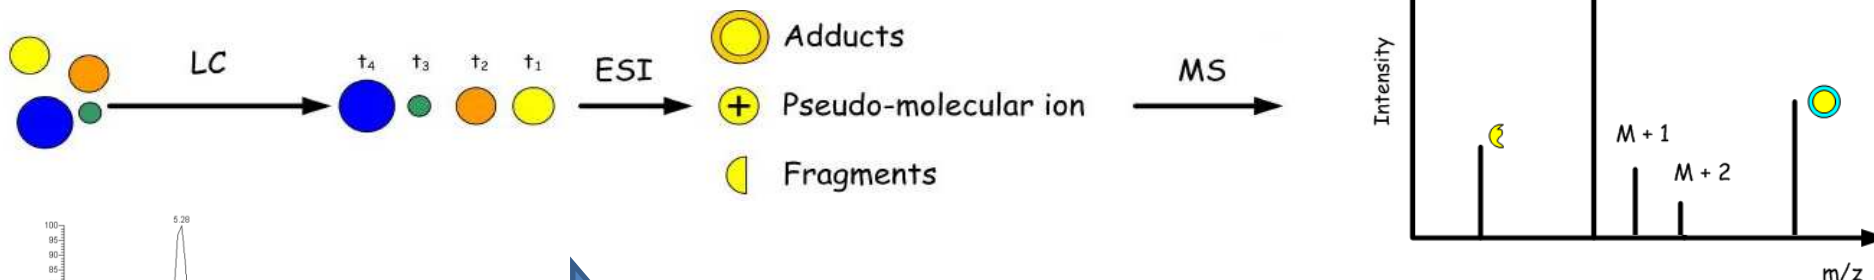 LC
t₄ t₃ t₂ t₁
ESI
Adducts
+ Pseudo-molecular ion
Fragments
MS
Intensity
M + 1
M + 2
m/z
5.28
100
95
90
85